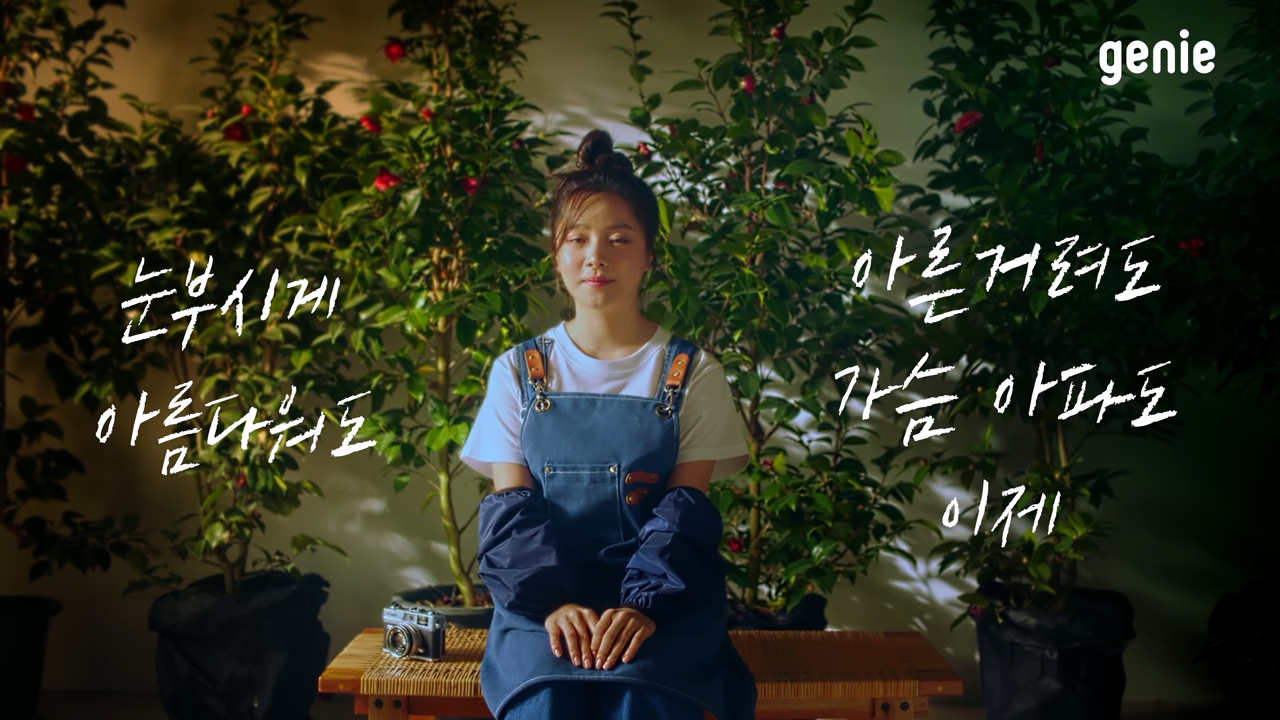 genie
눈부시게
아름다워도
아른거려도
가슴 아파도
이제